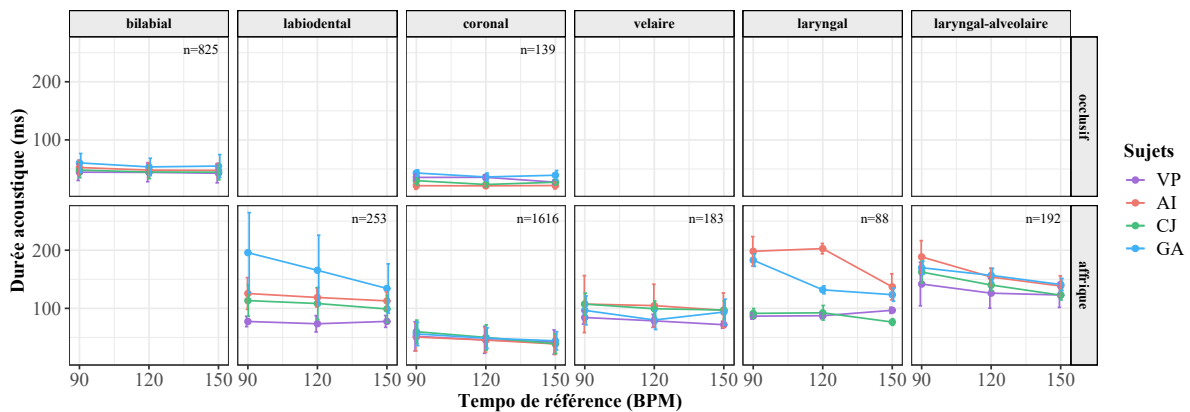 bilabial labiodental coronal velaire laryngal laryngal-alveolaire
n=825 n=139
200
100
occlusif
Durée acoustique (ms)
n=253 n=1616 n=183 n=88 n=192
200
100
affriqué
90 120 150 90 120 150 90 120 150 90 120 150 90 120 150 90 120 150
Tempo de référence (BPM)
Sujets
VP
AI
CJ
GA